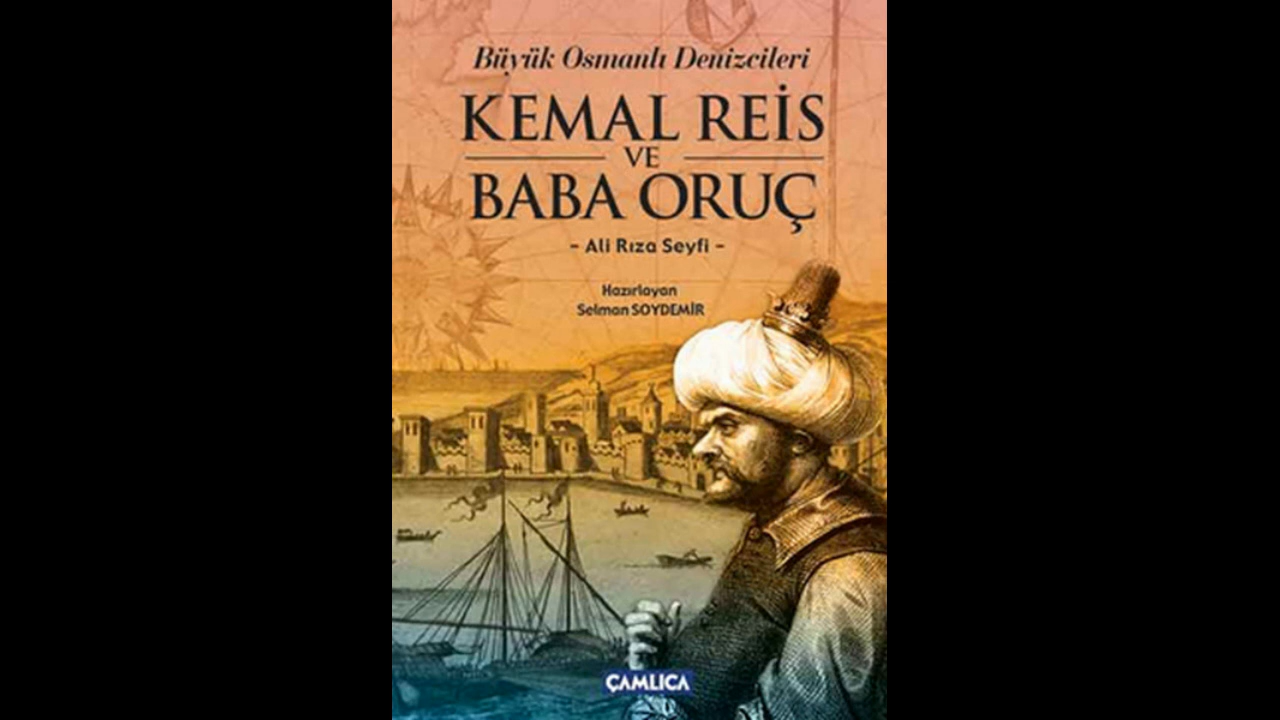 Büyük Osmanlı Denizcileri
KEMAL REİS
VE
BABA ORUÇ
- Ali Rıza Seyfi -
Hazırlayan
Selman SOYDEMİR
ÇAMLICA